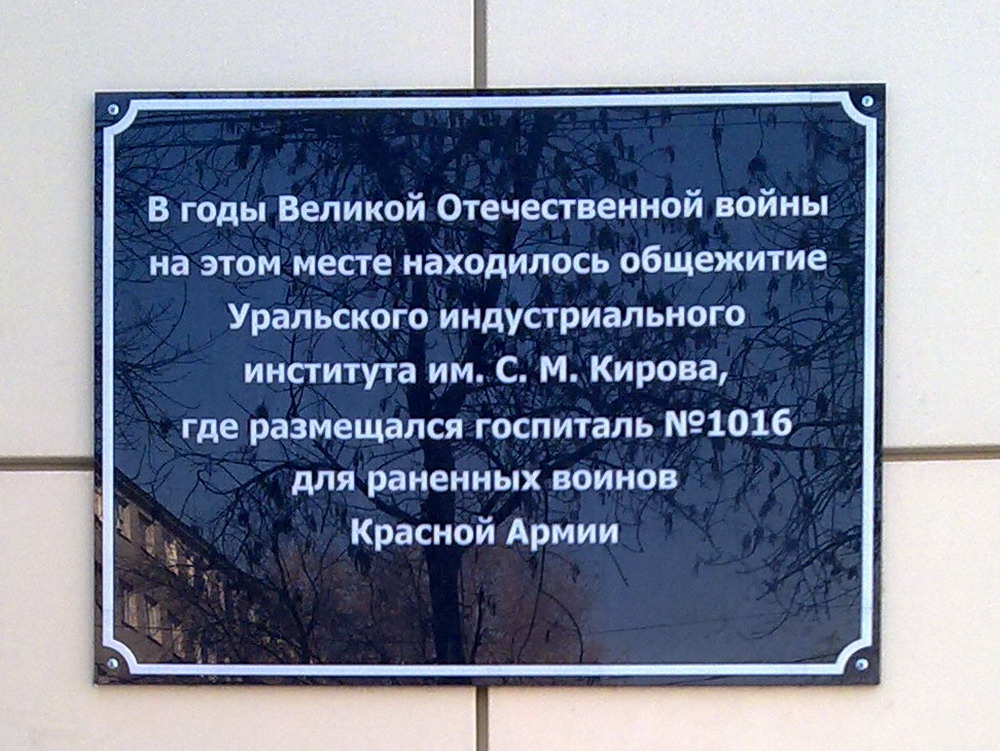 В годы Великой Отечественной войны
на этом месте находилось общежитие
Уральского индустриального
института им. С. М. Кирова,
где размещался госпиталь №1016
для раненных воинов
Красной Армии